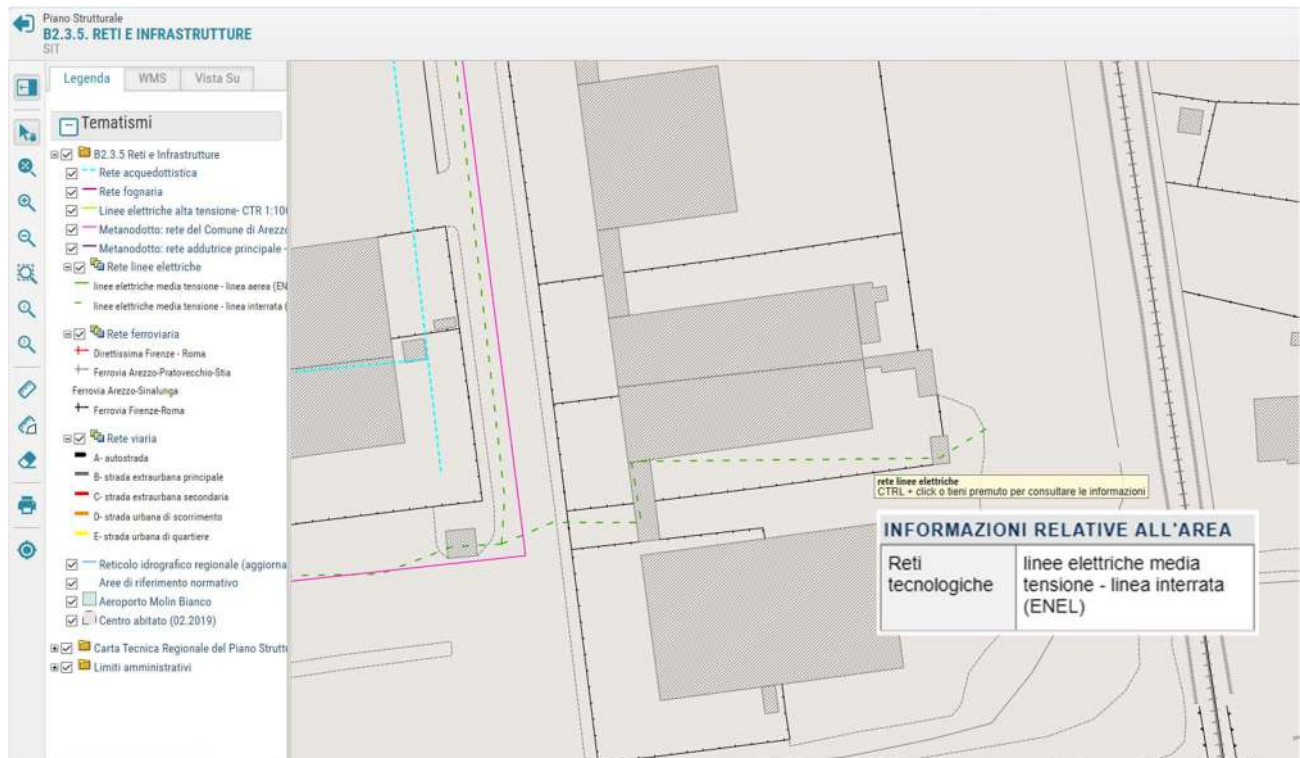 Piano Strutturale
B2.3.5. RETI E INFRASTRUTTURE
SIT
Legenda
WMS
Vista Su
Tematismi
B2.3.5 Reti e Infrastrutture
Rete acquedottistica
Rete fognaria
Linee elettriche alta tensione- CTR 1:10
Metanodotto: rete del Comune di Arezzo
Metanodotto: rete adduttrice principale -
Rete linee elettriche
linee elettriche media tensione - linea aerea (EN
linee elettriche media tensione - linea interrata (
Rete ferroviaria
Direttissima Firenze - Roma
Ferrovia Arezzo-Pratovecchio-Stia
Ferrovia Arezzo-Sinalunga
Ferrovia Firenze-Roma
Rete viaria
A- autostrada
B- strada extraurbana principale
C- strada extraurbana secondaria
D- strada urbana di scorrimento
E- strada urbana di quartiere
Reticolo idrografico regionale (aggiorna
Aree di riferimento normativo
Aeroporto Molin Bianco
Centro abitato (02.2019)
Carta Tecnica Regionale del Piano Strutt
Limiti amministrativi
rete linee elettriche
CTRL + click o tieni premuto per consultare le informazioni
INFORMAZIONI RELATIVE ALL'AREA
Reti
tecnologiche
linee elettriche media
tensione - linea interrata
(ENEL)